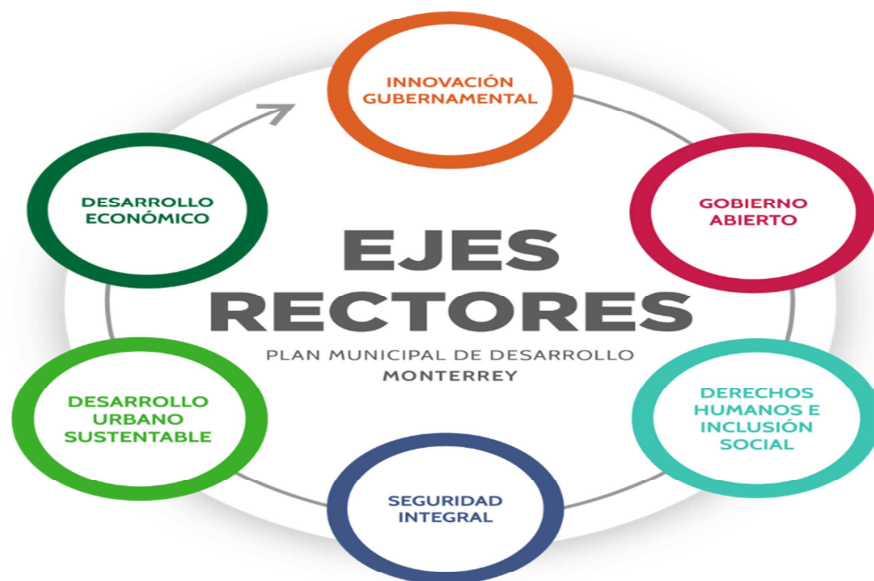 INNOVACIÓN
GUBERNAMENTAL
GOBIERNO
ABIERTO
DERECHOS
HUMANOS E
INCLUSIÓN
SOCIAL
SEGURIDAD
INTEGRAL
DESARROLLO
URBANO
SUSTENTABLE
DESARROLLO
ECONÓMICO
EJES
RECTORES
PLAN MUNICIPAL DE DESARROLLO
MONTERREY